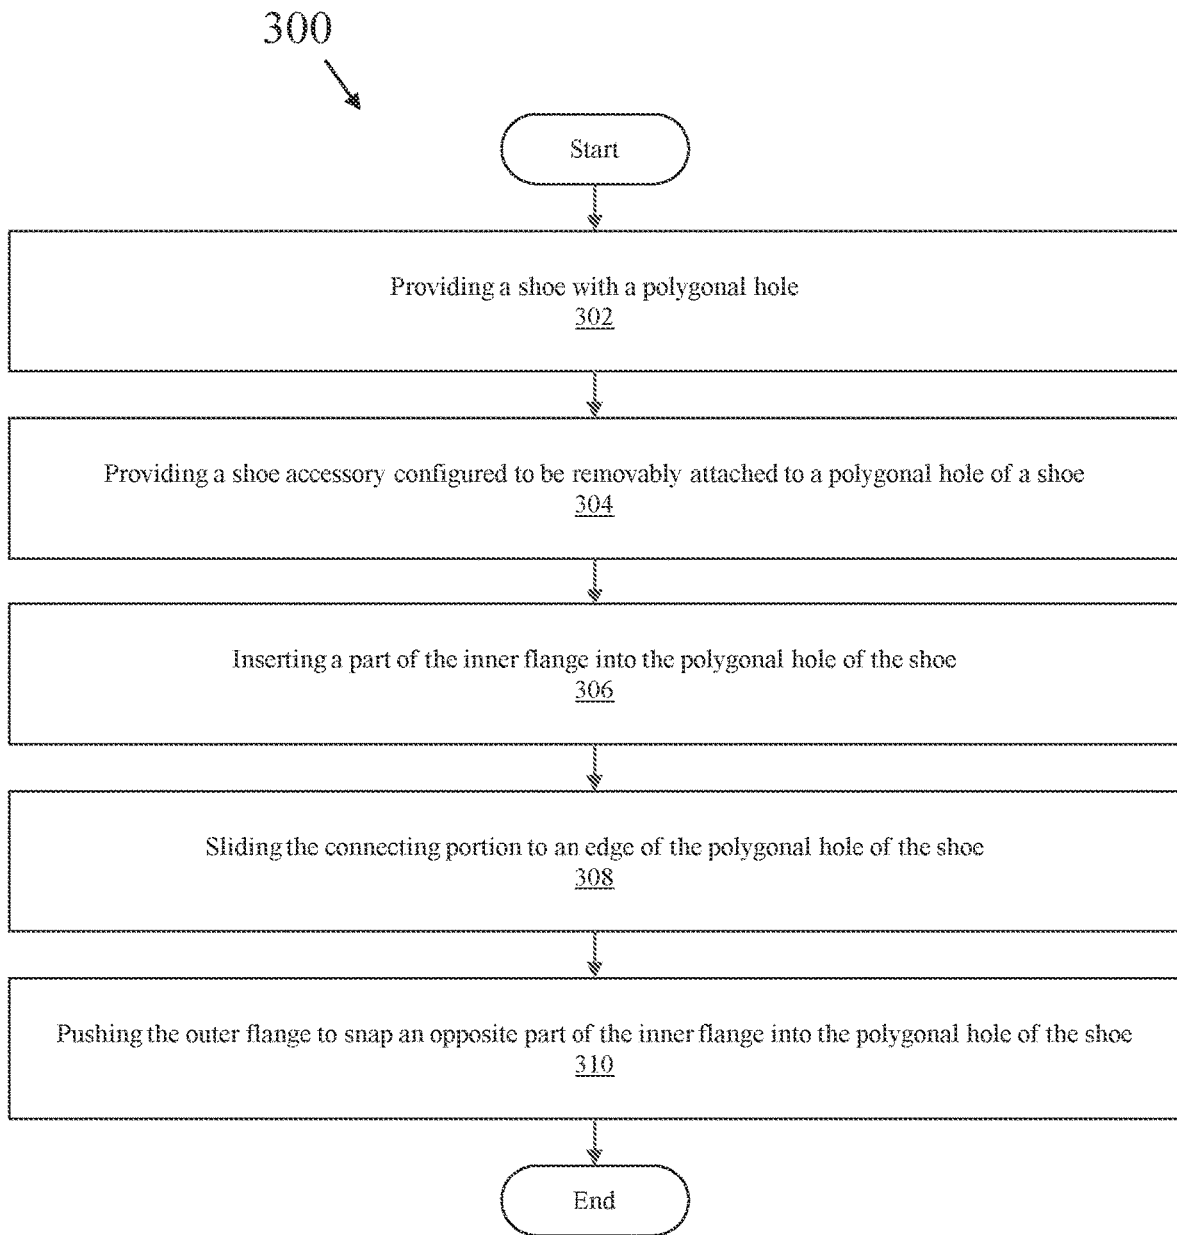 300
Start
Providing a shoe with a polygonal hole
302
Providing a shoe accessory configured to be removably attached to a polygonal hole of a shoe
304
Inserting a part of the inner flange into the polygonal hole of the shoe
306
Sliding the connecting portion to an edge of the polygonal hole of the shoe
308
Pushing the outer flange to snap an opposite part of the inner flange into the polygonal hole of the shoe
310
End